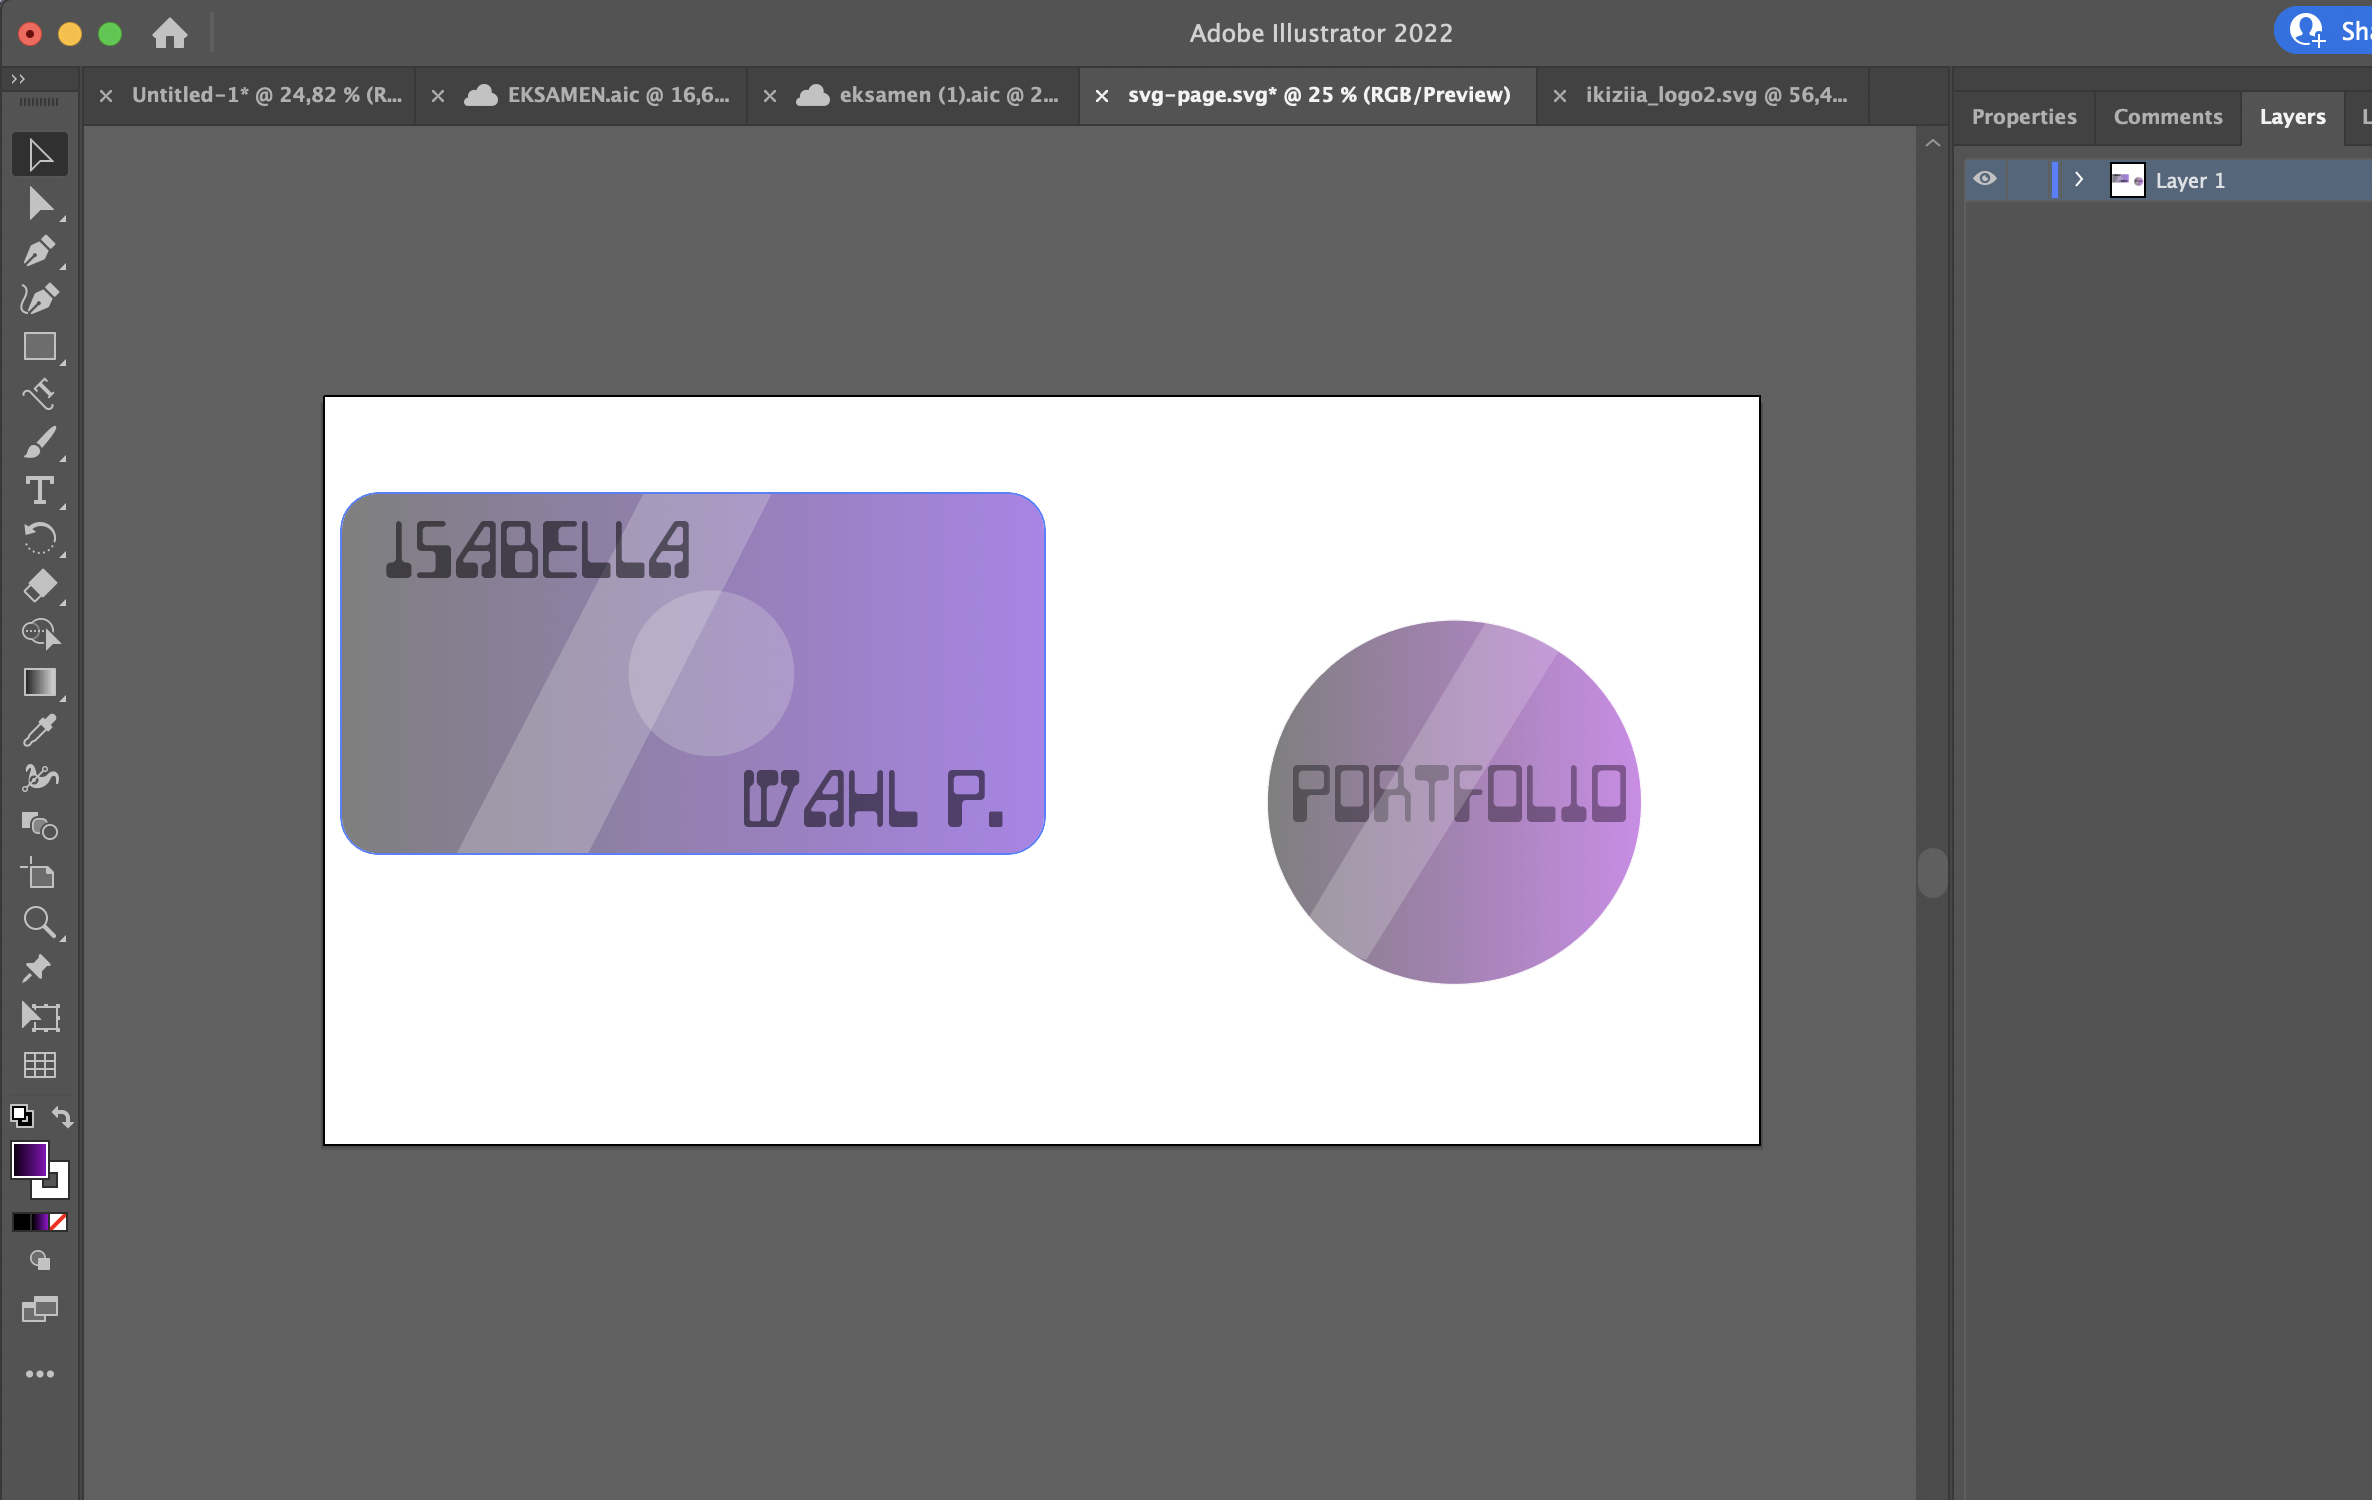 Adobe Illustrator 2022
Sha
Untitled-1* @ 24,82 % (R...
EKSAMEN.aic @ 16,6...
eksamen (1).aic @ 2...
svg-page.svg* @ 25 % (RGB/Preview)
ikiziia_logo2.svg @ 56,4...
Properties
Comments
Layers
L
Layer 1
ISABELLA
WAHL P.
PORTFOLIO